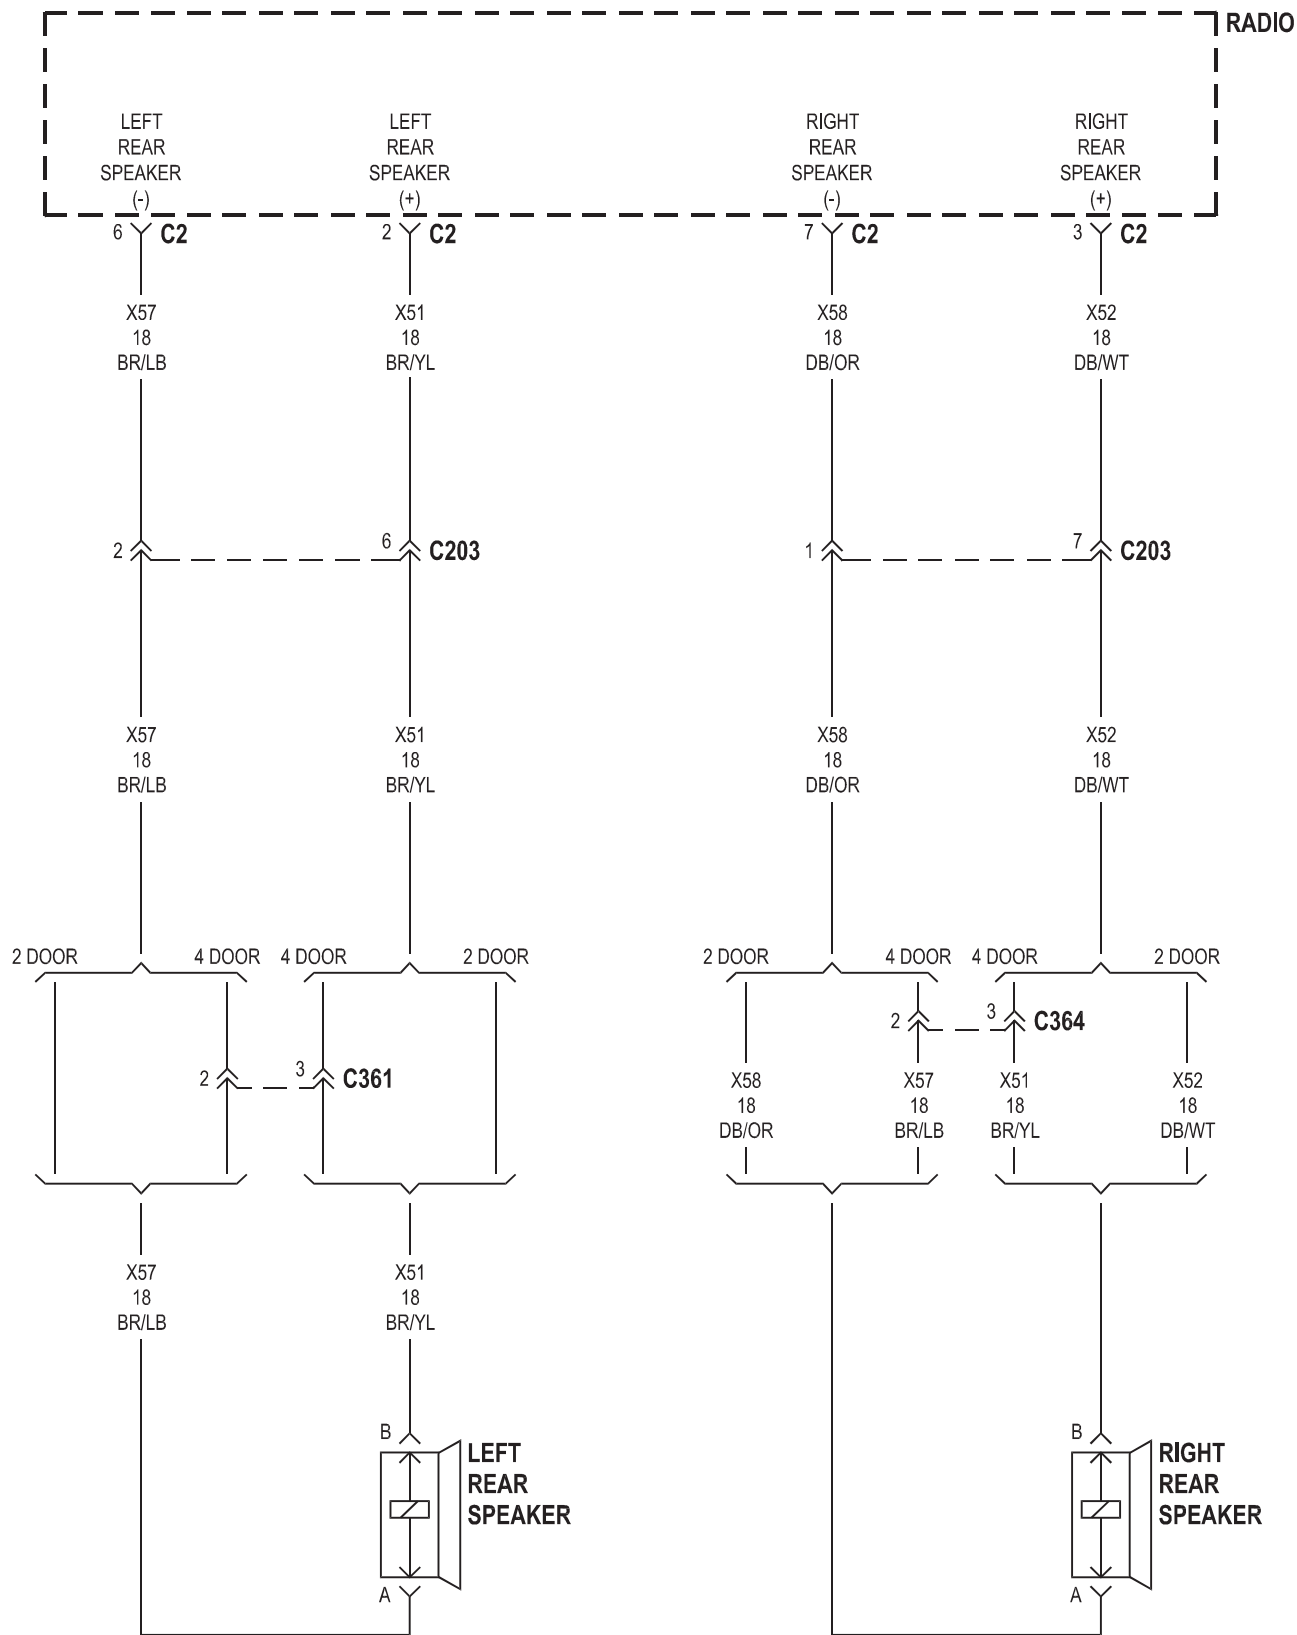 RADIO
LEFT
REAR
SPEAKER
(-)
LEFT
REAR
SPEAKER
(+)
RIGHT
REAR
SPEAKER
(-)
RIGHT
REAR
SPEAKER
(+)
6 C2
2 C2
7 C2
3 C2
X57
18
BR/LB
X51
18
BR/YL
X58
18
DB/OR
X52
18
DB/WT
2
6 C203
1
7 C203
X57
18
BR/LB
X51
18
BR/YL
X58
18
DB/OR
X52
18
DB/WT
2 DOOR
4 DOOR
4 DOOR
2 DOOR
2 DOOR
4 DOOR
4 DOOR
2 DOOR
2
3 C361
2
3 C364
X58
18
DB/OR
X57
18
BR/LB
X51
18
BR/YL
X52
18
DB/WT
X57
18
BR/LB
X51
18
BR/YL
B
LEFT
REAR
SPEAKER
A
B
RIGHT
REAR
SPEAKER
A